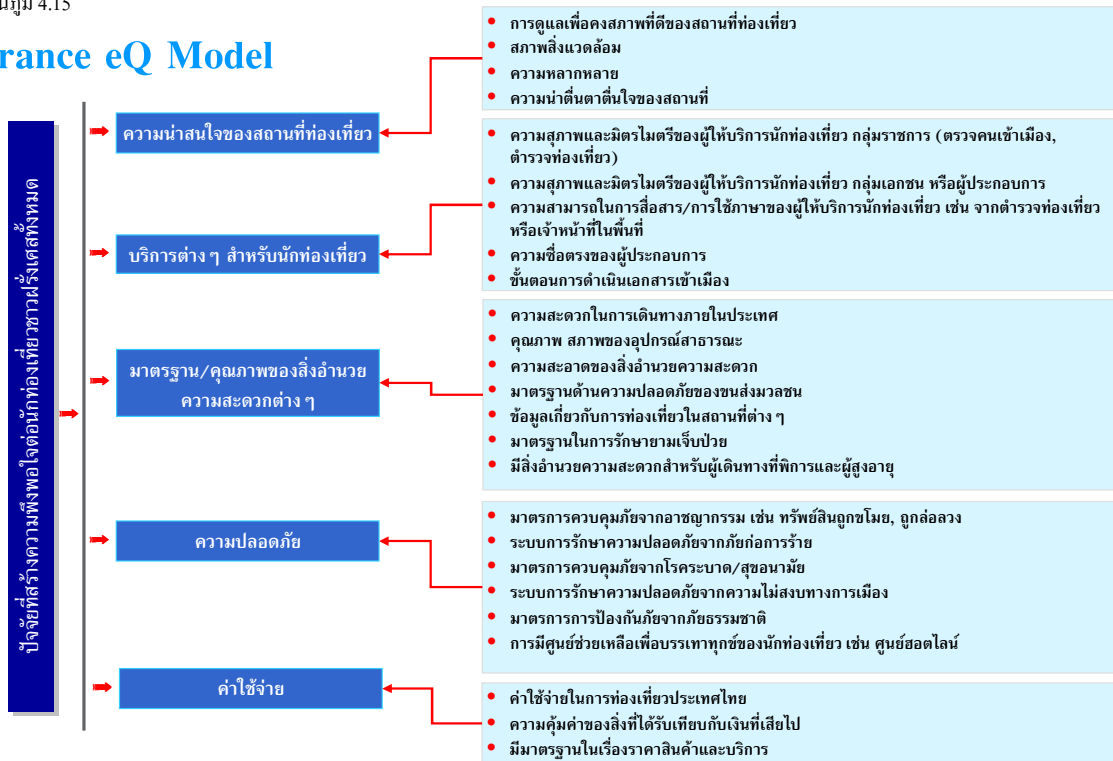 นภูมิ 4.15
rance eQ Model
ปัจจัยที่สร้างความพึงพอใจต่อนักท่องเที่ยวชาวฝรั่งเศสทั้งหมด
ความน่าสนใจของสถานที่ท่องเที่ยว
• การดูแลเพื่อคงสภาพที่ดีของสถานที่ท่องเที่ยว
• สภาพสิ่งแวดล้อม
• ความหลากหลาย
• ความน่าตื่นตาตื่นใจของสถานที่
บริการต่าง ๆ สำหรับนักท่องเที่ยว
• ความสุภาพและมิตรไมตรีของผู้ให้บริการนักท่องเที่ยว กลุ่มราชการ (ตรวจคนเข้าเมือง,
ตำรวจท่องเที่ยว)
• ความสุภาพและมิตรไมตรีของผู้ให้บริการนักท่องเที่ยว กลุ่มเอกชน หรือผู้ประกอบการ
• ความสามารถในการสื่อสาร/การใช้ภาษาของผู้ให้บริการนักท่องเที่ยว เช่น จากตำรวจท่องเที่ยว
หรือเจ้าหน้าที่ในพื้นที่
• ความซื่อตรงของผู้ประกอบการ
• ขั้นตอนการดำเนินเอกสารเข้าเมือง
มาตรฐาน/คุณภาพของสิ่งอำนวย
ความสะดวกต่าง ๆ
• ความสะดวกในการเดินทางภายในประเทศ
• คุณภาพ สภาพของอุปกรณ์สาธารณะ
• ความสะอาดของสิ่งอำนวยความสะดวก
• มาตรฐานด้านความปลอดภัยของขนส่งมวลชน
• ข้อมูลเกี่ยวกับการท่องเที่ยวในสถานที่ต่าง ๆ
• มาตรฐานในการรักษายามเจ็บป่วย
• มีสิ่งอำนวยความสะดวกสำหรับผู้เดินทางที่พิการและผู้สูงอายุ
ความปลอดภัย
• มาตรการควบคุมภัยจากอาชญากรรม เช่น ทรัพย์สินถูกขโมย, ถูกล่อลวง
• ระบบการรักษาความปลอดภัยจากภัยก่อการร้าย
• มาตรการควบคุมภัยจากโรคระบาด/สุขอนามัย
• ระบบการรักษาความปลอดภัยจากความไม่สงบทางการเมือง
• มาตรการการป้องกันภัยจากภัยธรรมชาติ
• การมีศูนย์ช่วยเหลือเพื่อบรรเทาทุกข์ของนักท่องเที่ยว เช่น ศูนย์ฮอตไลน์
ค่าใช้จ่าย
• ค่าใช้จ่ายในการท่องเที่ยวประเทศไทย
• ความคุ้มค่าของสิ่งที่ได้รับเทียบกับเงินที่เสียไป
• มีมาตรฐานในเรื่องราคาสินค้าและบริการ